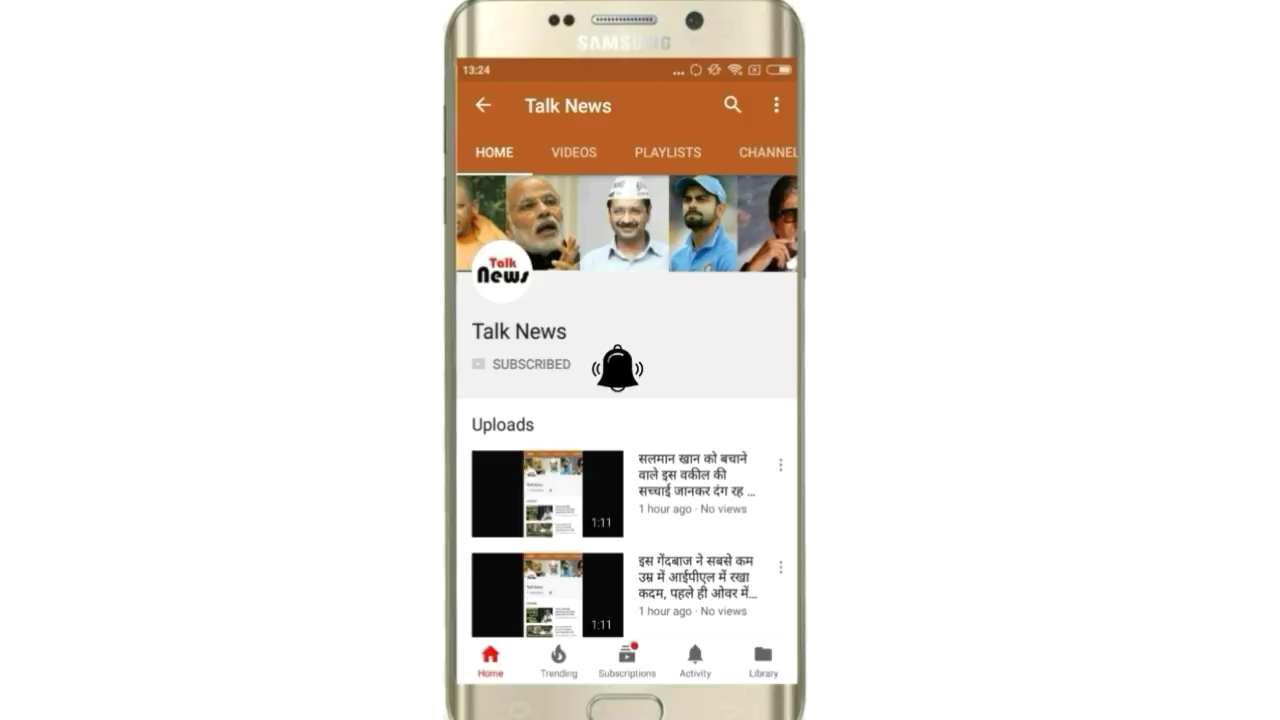 SAMSUNG
13:24
Talk News
HOME VIDEOS PLAYLISTS CHANNEL
Talk
News
Talk News
SUBSCRIBED
Uploads
सलमान खान को बचाने
वाले इस वकील की
सच्चाई जानकर दंग रह ...
1 hour ago · No views
1:11
इस गेंदबाज ने सबसे कम
उम्र में आईपीएल में रखा
कदम, पहले ही ओवर में...
1 hour ago · No views
1:11
Home Trending Subscriptions Activity Library